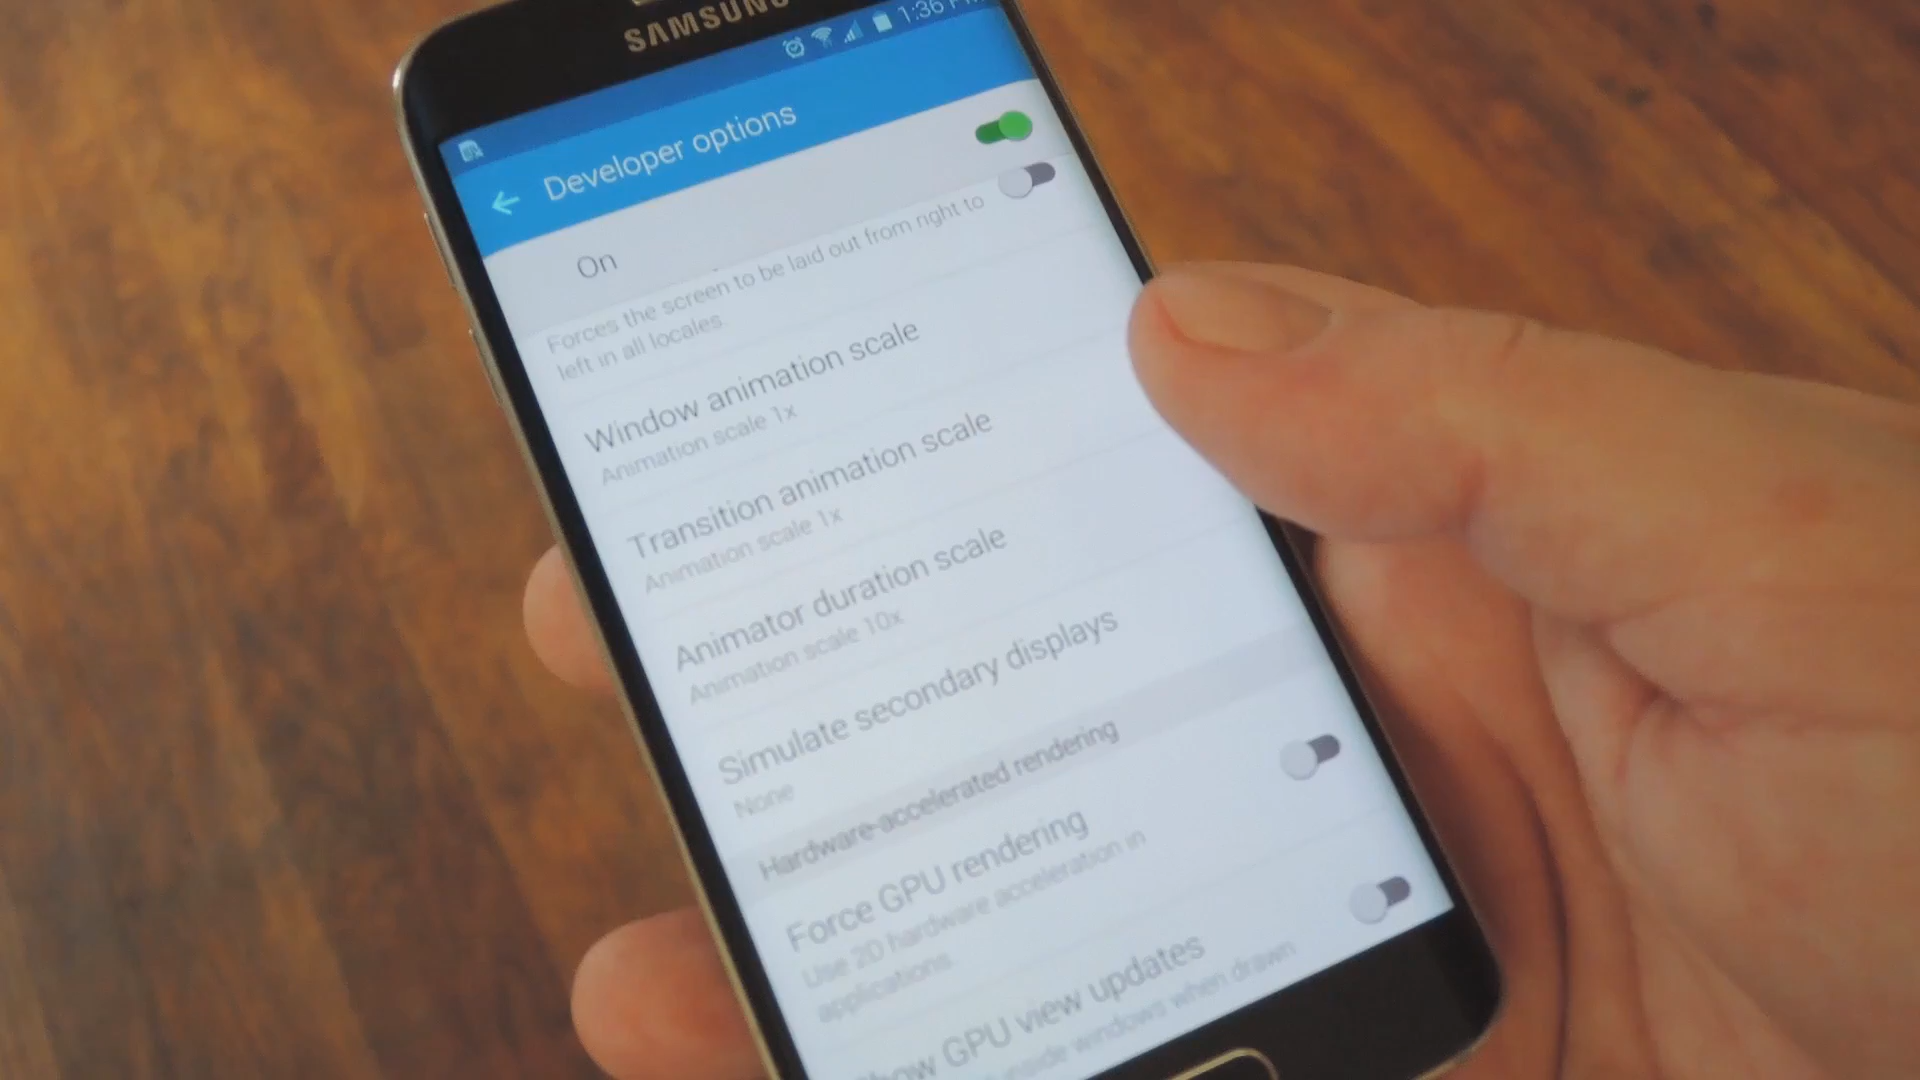 SAMSUNG
1:36 P
Developer options
On
Forces the screen to be laid out from right to
left in all locales
Window animation scale
Animation scale 1x
Transition animation scale
Animation scale 1x
Animator duration scale
Animation scale 10x
Simulate secondary displays
None
Hardware-accelerated rendering
Force GPU rendering
Use 2D hardware acceleration in
applications.
Show GPU view updates
inside windows when drawn